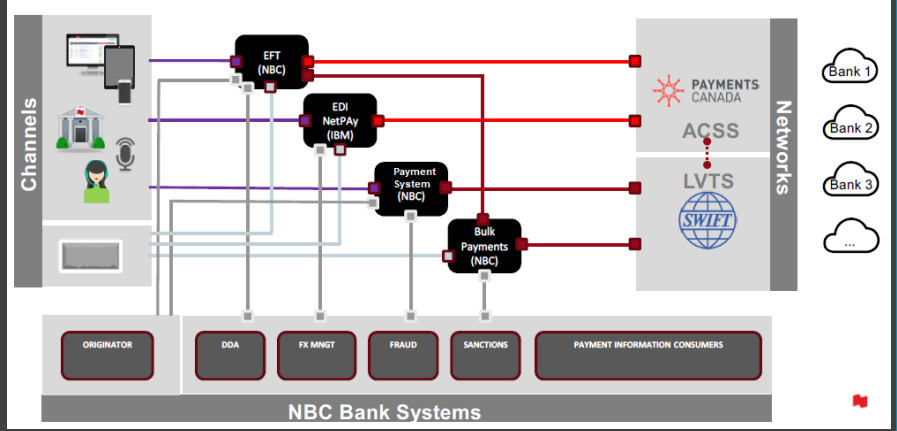 Channels
EFT
(NBC)
EDI
NetPAy
(IBM)
Payment
System
(NBC)
Bulk
Payments
(NBC)
PAYMENTS
CANADA
ACSS
LVTS
SWIFT
Networks
Bank 1
Bank 2
Bank 3
...
ORIGINATOR
DDA
FX MNGT
FRAUD
SANCTIONS
PAYMENT INFORMATION CONSUMERS
NBC Bank Systems